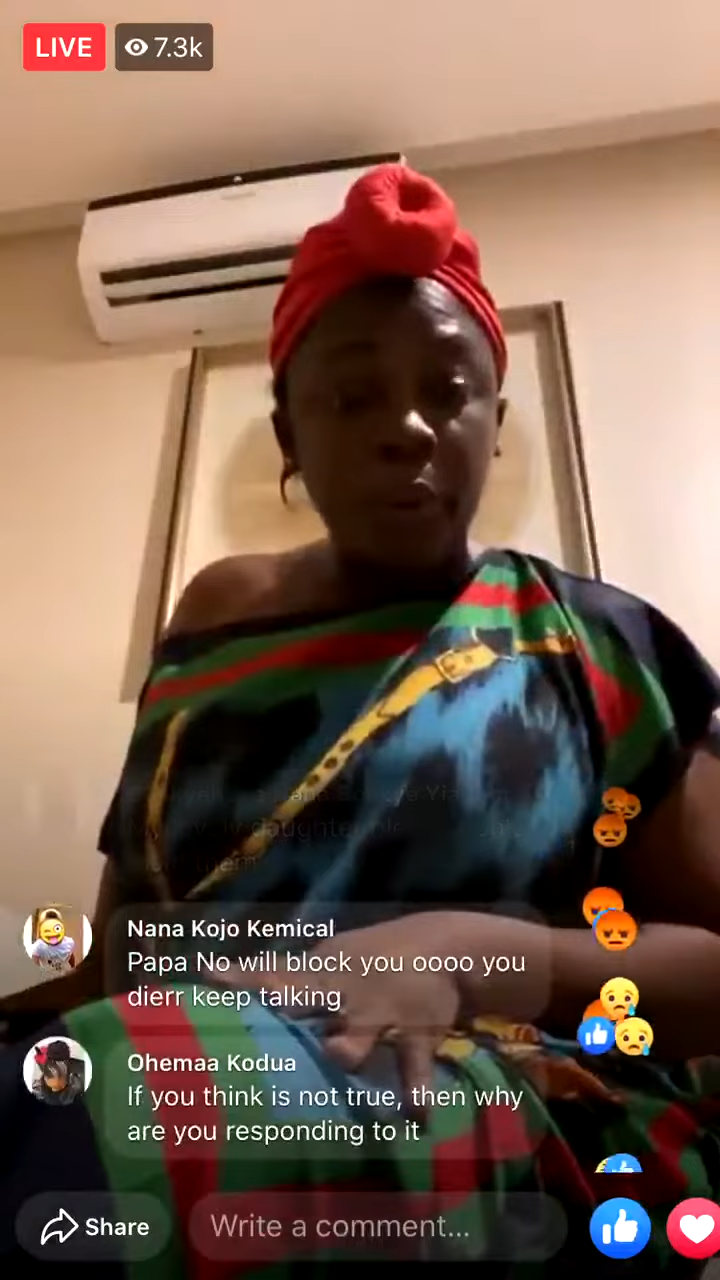 LIVE
7.3k
Nana Kojo Kemical
Papa No will block you oooo you
dierr keep talking
Ohemaa Kodua
If you think is not true, then why
are you responding to it
Share
Write a comment...